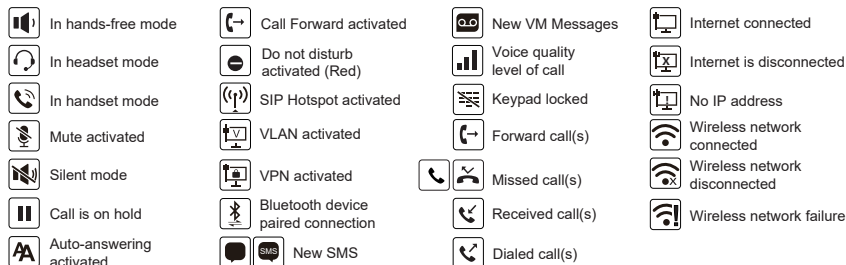 In hands-free mode
In headset mode
In handset mode
Mute activated
Silent mode
Call is on hold
AA
Auto-answering
activated
Call Forward activated
Do not disturb
activated (Red)
SIP Hotspot activated
V
VLAN activated
VPN activated
Bluetooth device
paired connection
SMS
New SMS
New VM Messages
Voice quality
level of call
Keypad locked
Forward call(s)
Missed call(s)
Received call(s)
Dialed call(s)
Internet connected
X
Internet is disconnected
!
No IP address
Wireless network
connected
x
Wireless network
disconnected
!
Wireless network failure